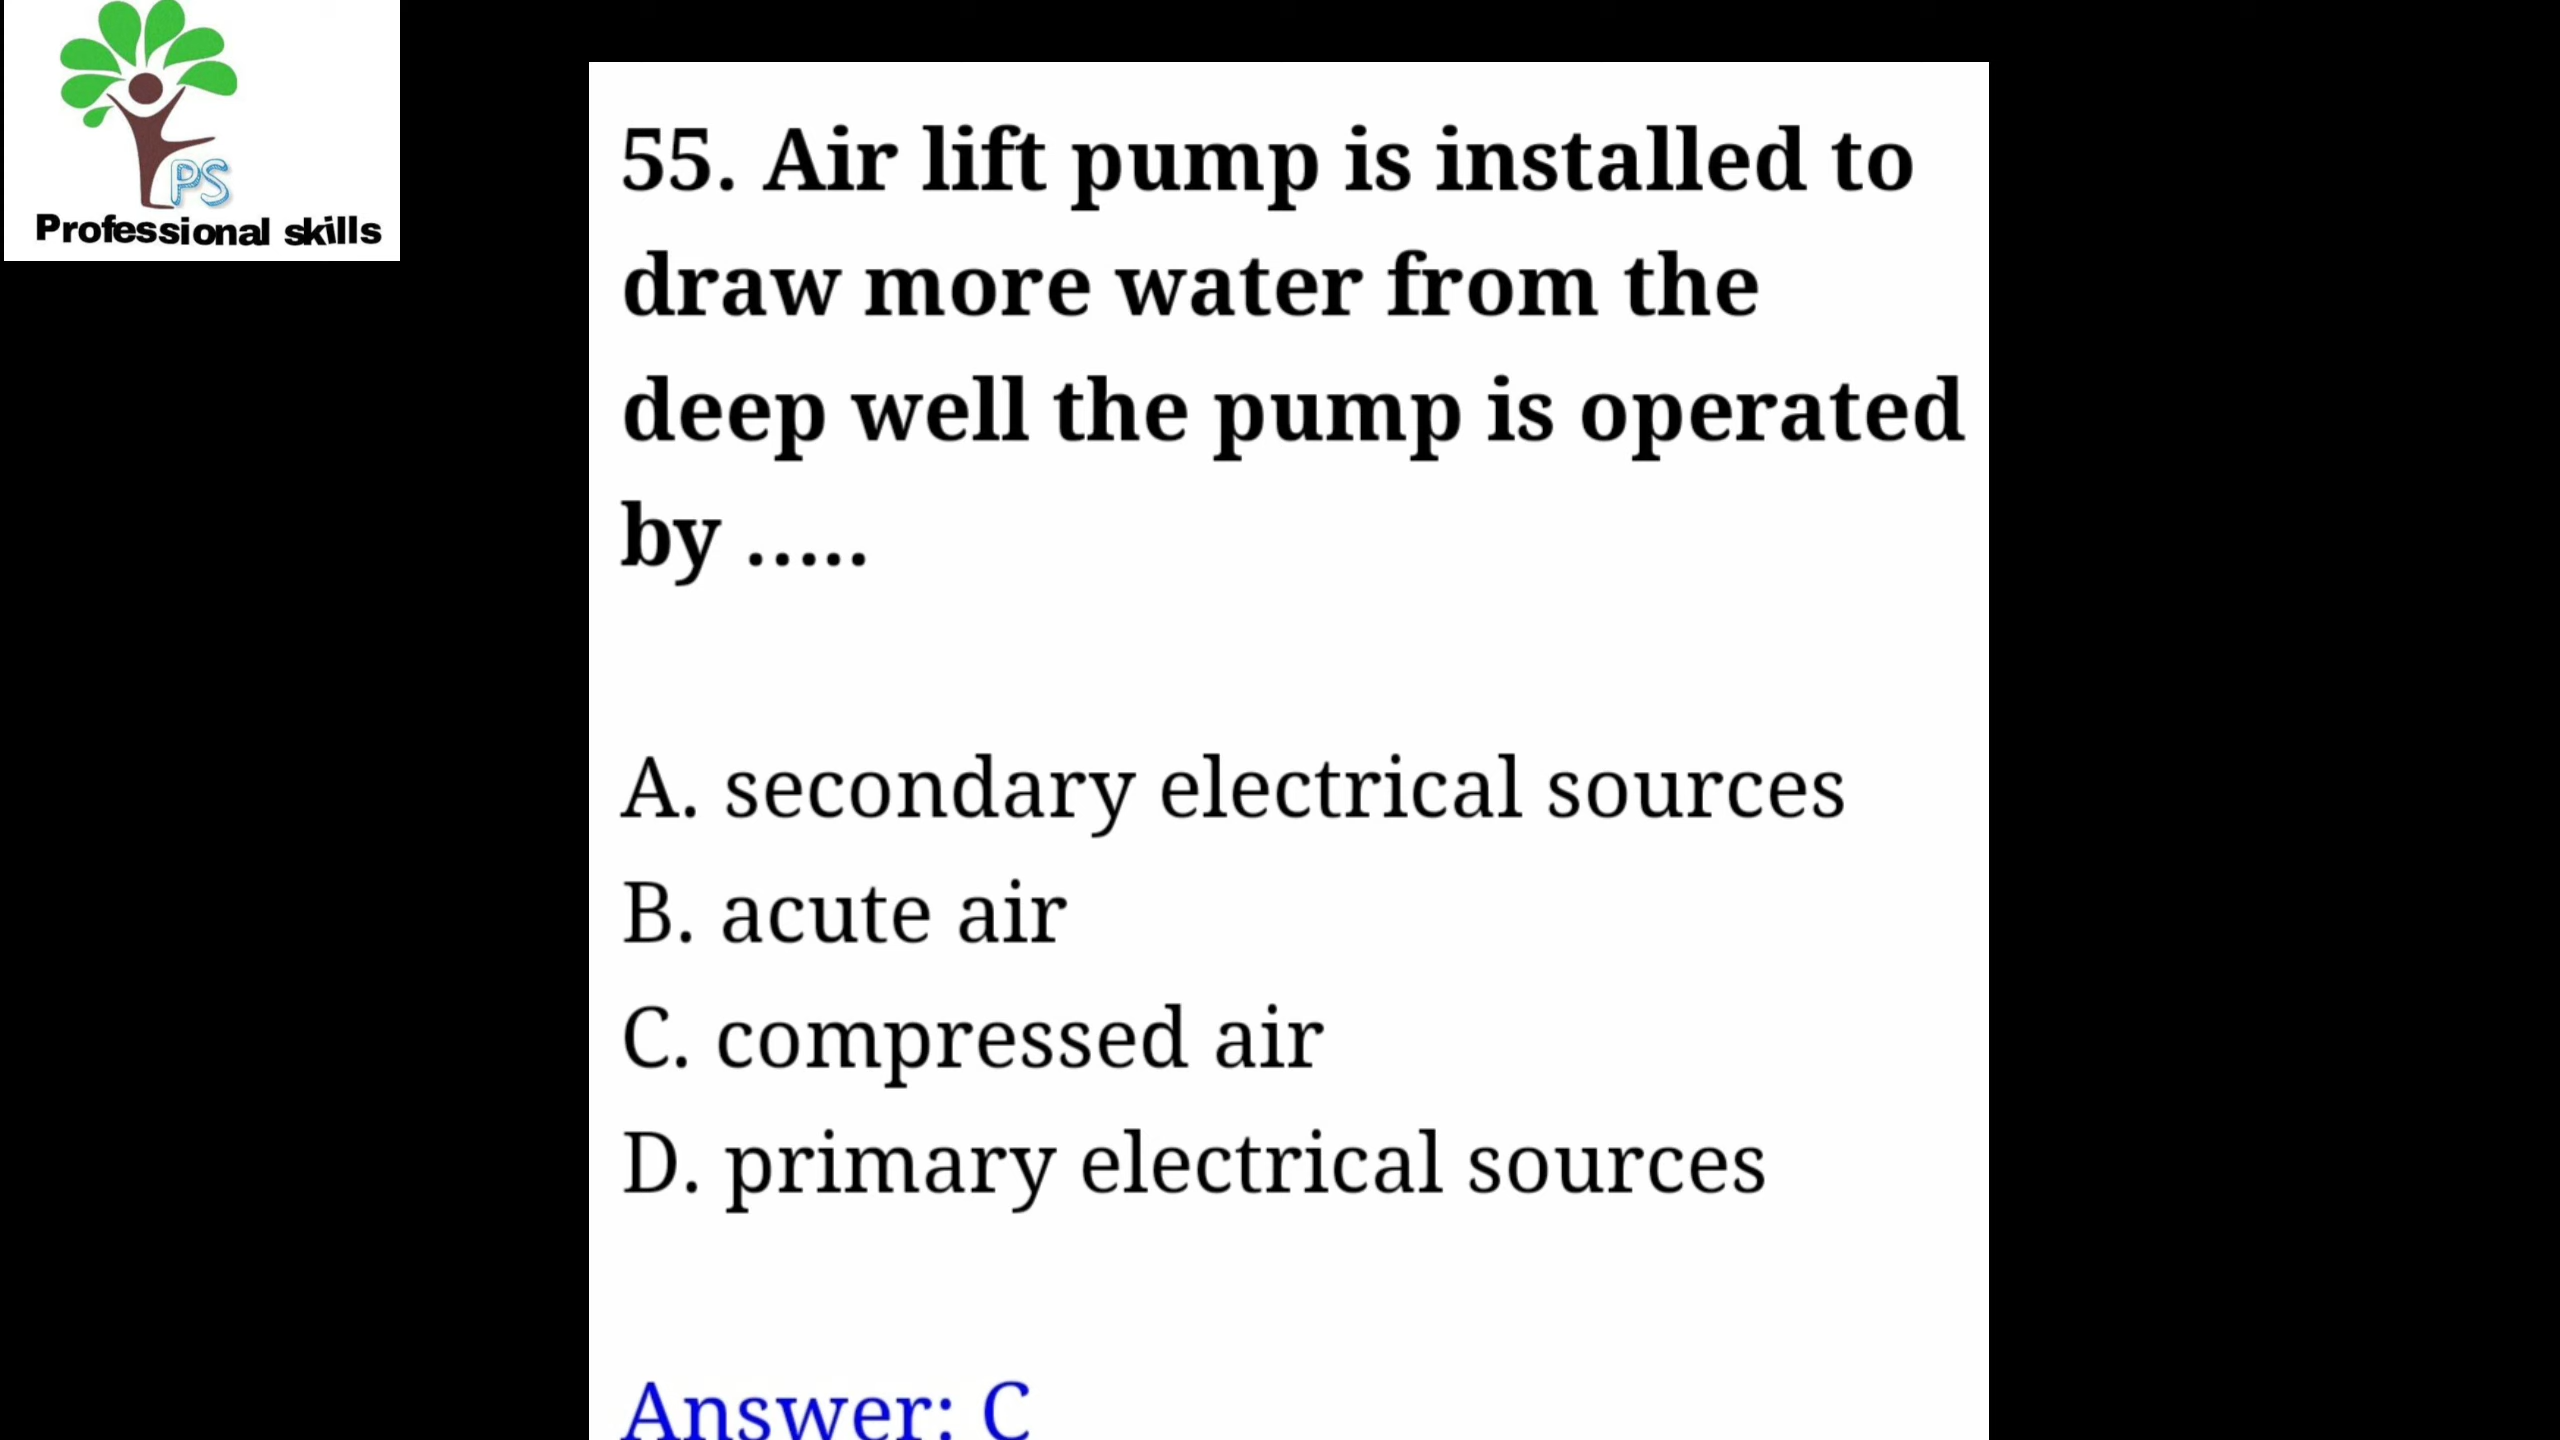 PS
Professional skills
55. Air lift pump is installed to
draw more water from the
deep well the pump is operated
by .....
A. secondary electrical sources
B. acute air
C. compressed air
D. primary electrical sources
Answer: C